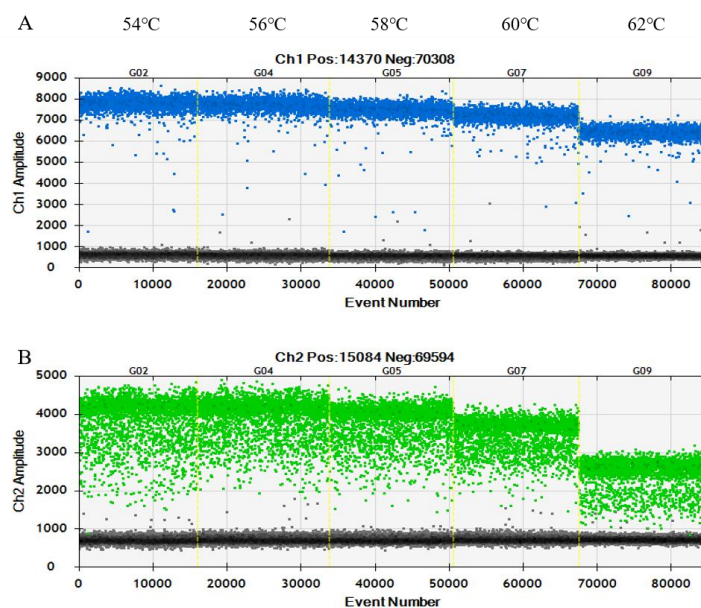 A 54℃ 56℃ 58℃ 60℃ 62℃
Ch1 Pos:14370 Neg:70308
G02 G04 G05 G07 G09
9000
8000
7000
6000
5000
4000
3000
2000
1000
0
Ch1 Amplitude
0 10000 20000 30000 40000 50000 60000 70000 80000
Event Number
B
Ch2 Pos:15084 Neg:69594
G02 G04 G05 G07 G09
5000
4000
3000
2000
1000
0
Ch2 Amplitude
0 10000 20000 30000 40000 50000 60000 70000 80000
Event Number